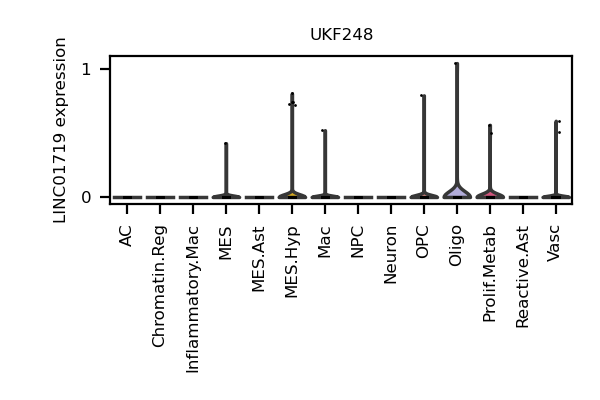 UKF248
LINC01719 expression
1
0
AC
Chromatin.Reg
Inflammatory.Mac
MES
MES.Ast
MES.Hyp
Mac
NPC
Neuron
OPC
Oligo
Prolif.Metab
Reactive.Ast
Vasc